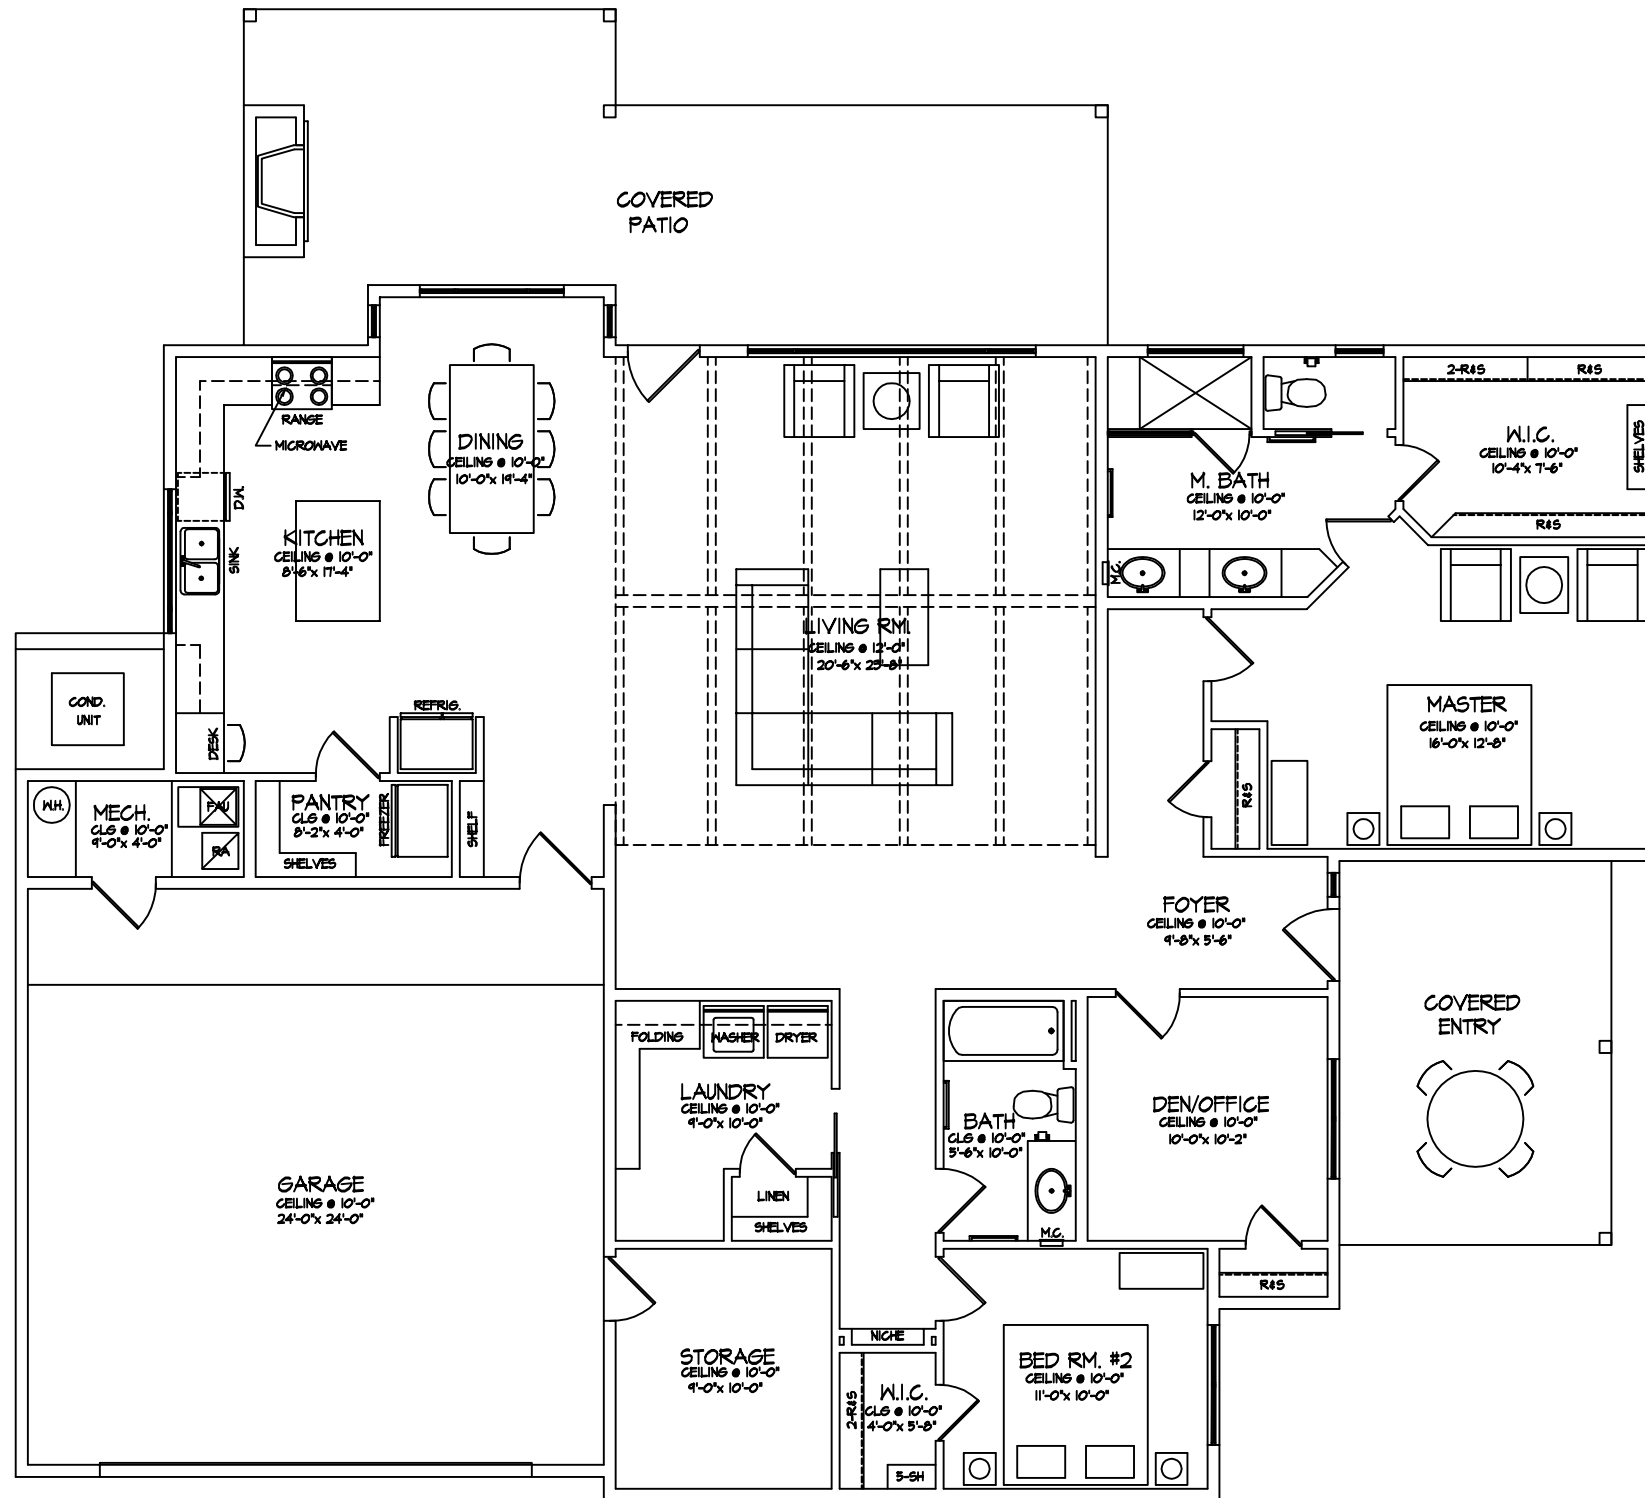 COVERED
PATIO
RANGE
MICROWAVE
DINING
CEILING @ 10'-0"
10'-0"x 19'-4"
2-R&S
R&S
W.I.C.
CEILING @ 10'-0"
10'-4"x 7'-6"
SHELVES
M. BATH
CEILING @ 10'-0"
12'-0"x 10'-0"
R&S
D.W.
KITCHEN
CEILING @ 10'-0"
8'-6"x 17'-4"
SINK
M.C.
LIVING RM.
CEILING @ 12'-0"
20'-6"x 23'-8"
COND.
UNIT
REFRIG.
DESK
MASTER
CEILING @ 10'-0"
16'-0"x 12'-8"
R&S
W.H.
MECH.
CLG @ 10'-0"
9'-0"x 4'-0"
FAU
RA
PANTRY
CLG @ 10'-0"
8'-2"x 4'-0"
SHELVES
FREEZER
SHELF
FOYER
CEILING @ 10'-0"
9'-8"x 5'-6"
COVERED
ENTRY
FOLDING
WASHER
DRYER
LAUNDRY
CEILING @ 10'-0"
9'-0"x 10'-0"
BATH
CLG @ 10'-0"
5'-6"x 10'-0"
DEN/OFFICE
CEILING @ 10'-0"
10'-0"x 10'-2"
GARAGE
CEILING @ 10'-0"
24'-0"x 24'-0"
LINEN
SHELVES
M.C.
R&S
NICHE
STORAGE
CEILING @ 10'-0"
9'-0"x 10'-0"
2-R&S
W.I.C.
CLG @ 10'-0"
4'-0"x 5'-8"
5-SH
BED RM. #2
CEILING @ 10'-0"
11'-0"x 10'-0"